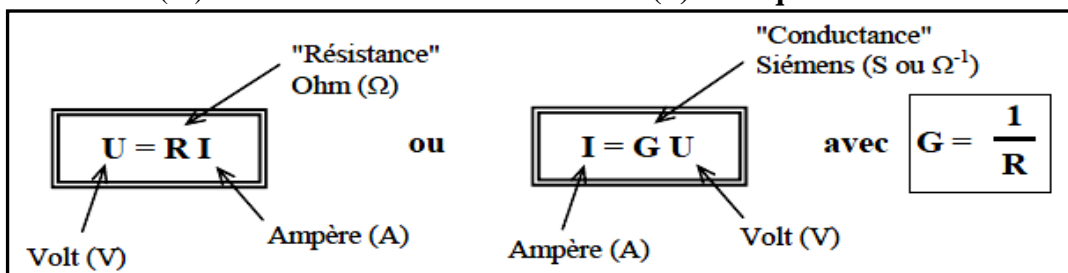 "Résistance"
Ohm (Ω)
U = R I
Volt (V)
Ampère (A)
ou
"Conductance"
Siémens (S ou Ω⁻¹)
I = G U
Ampère (A)
Volt (V)
avec
G = 1/R